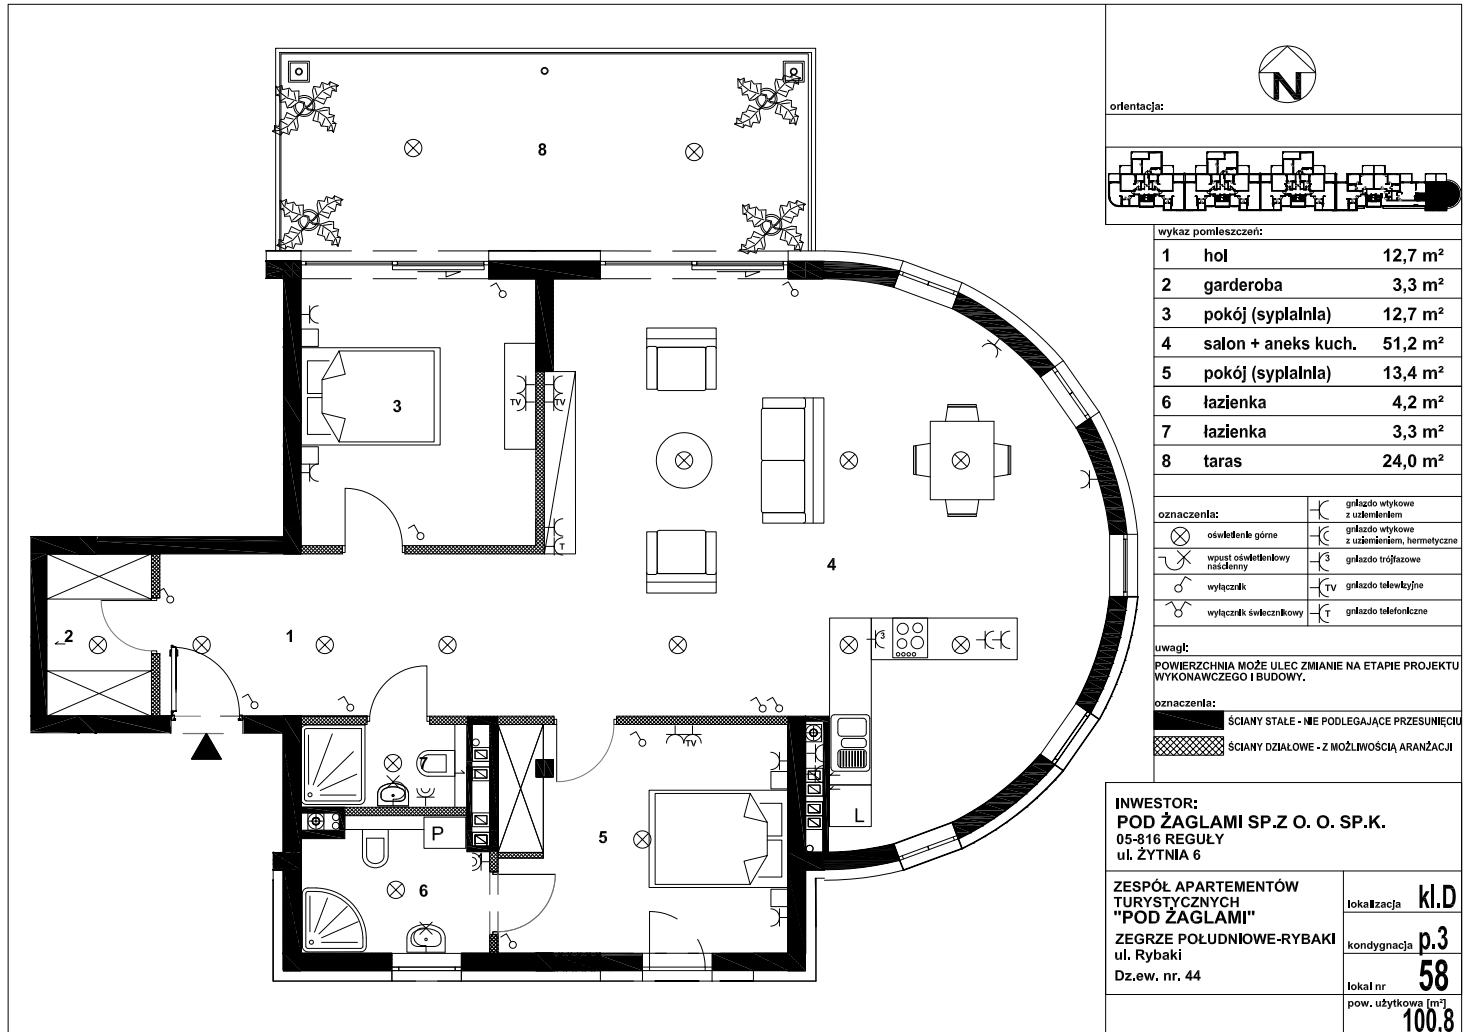 N
orientacja:
wykaz pomieszczeń:
1 hol 12,7 m²
2 garderoba 3,3 m²
3 pokój (sypialnia) 12,7 m²
4 salon + aneks kuch. 51,2 m²
5 pokój (sypialnia) 13,4 m²
6 łazienka 4,2 m²
7 łazienka 3,3 m²
8 taras 24,0 m²
oznaczenia:
oświetlenie górne
wpust oświetleniowy
naścienny
wyłącznik
wyłącznik świecznikowy
gniazdo wtykowe
z uziemieniem
gniazdo wtykowe
z uziemieniem, hermetyczne
3 gniazdo trójfazowe
TV gniazdo telewizyjne
T gniazdo telefoniczne
uwagi:
POWIERZCHNIA MOŻE ULEC ZMIANIE NA ETAPIE PROJEKTU
WYKONAWCZEGO I BUDOWY.
oznaczenia:
ŚCIANY STAŁE - NIE PODLEGAJĄCE PRZESUNIĘCIU
ŚCIANY DZIAŁOWE - Z MOŻLIWOŚCIĄ ARANŻACJI
INWESTOR:
POD ŻAGLAMI SP.Z O. O. SP.K.
05-816 REGUŁY
ul. ŻYTNIA 6
ZESPÓŁ APARTEMENTÓW
TURYSTYCZNYCH
"POD ŻAGLAMI"
ZEGRZE POŁUDNIOWE-RYBAKI
ul. Rybaki
Dz.ew. nr. 44
lokalizacja kl.D
kondygnacja p.3
lokal nr 58
pow. użytkowa [m²]
100.8
8
3
TV
TV
T
4
2
1
3
7
TV
5
P
L
6